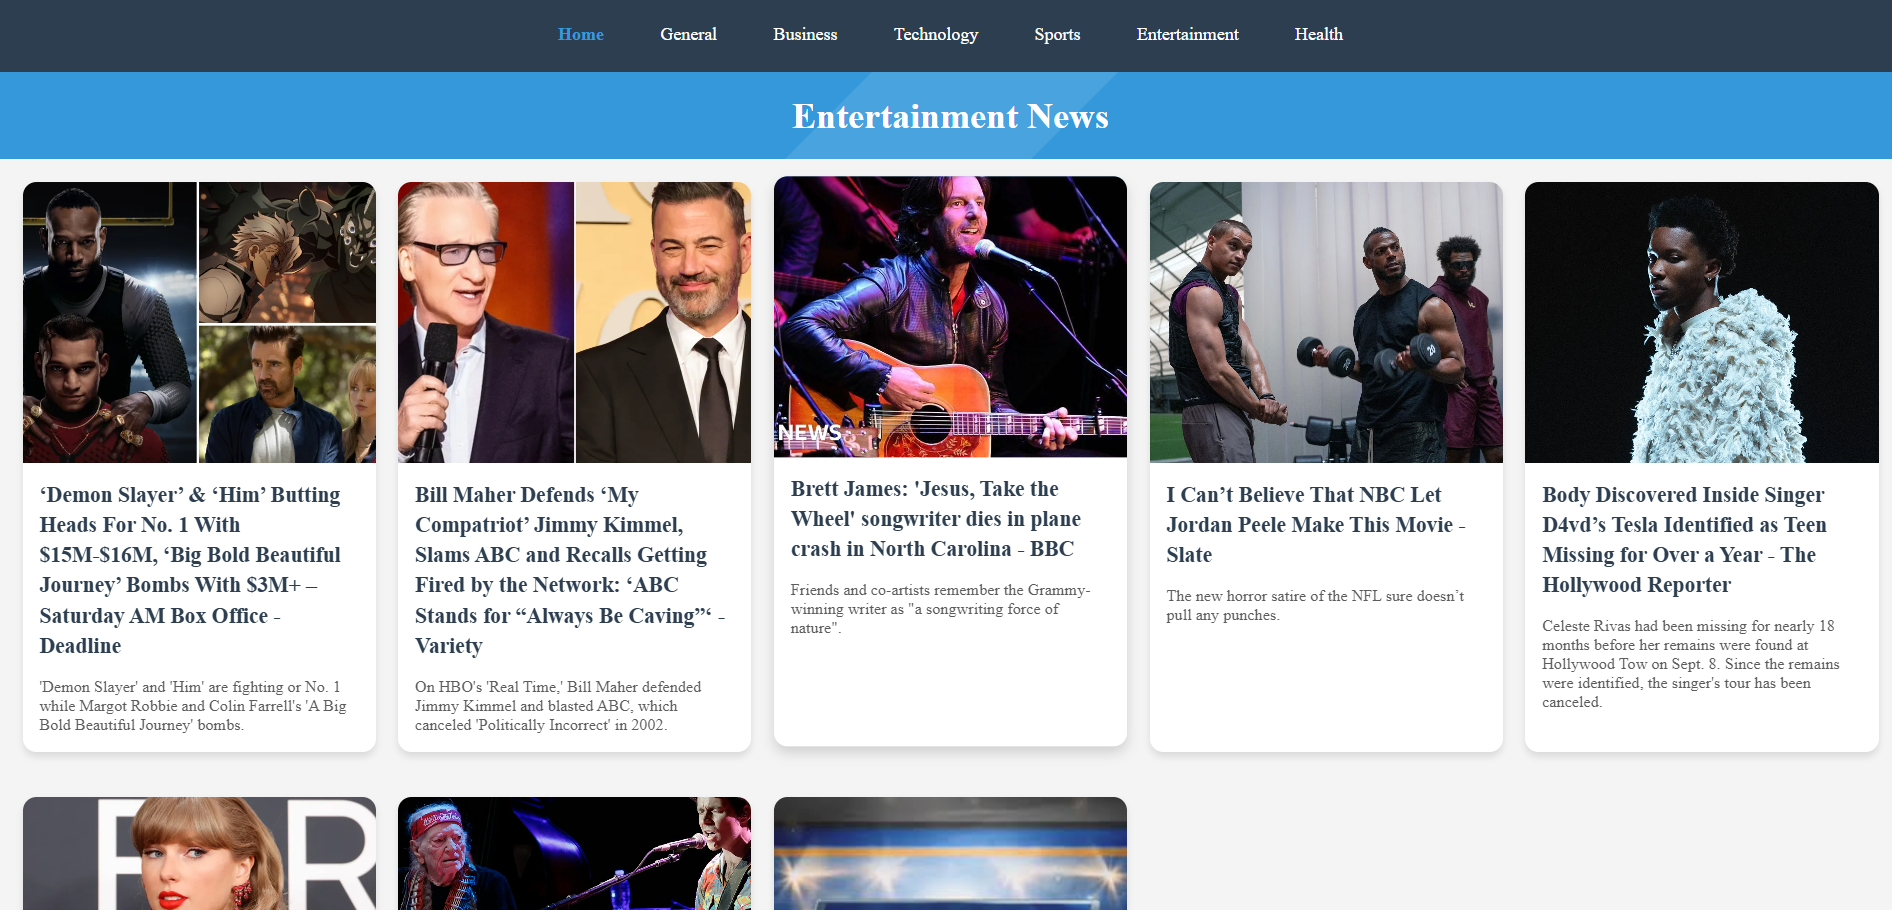 Home General Business Technology Sports Entertainment Health
Entertainment News
‘Demon Slayer’ & ‘Him’ Butting
Heads For No. 1 With
$15M-$16M, ‘Big Bold Beautiful
Journey’ Bombs With $3M+ –
Saturday AM Box Office -
Deadline
'Demon Slayer' and 'Him' are fighting or No. 1
while Margot Robbie and Colin Farrell's 'A Big
Bold Beautiful Journey' bombs.
Bill Maher Defends ‘My
Compatriot’ Jimmy Kimmel,
Slams ABC and Recalls Getting
Fired by the Network: ‘ABC
Stands for “Always Be Caving”‘ -
Variety
On HBO's 'Real Time,' Bill Maher defended
Jimmy Kimmel and blasted ABC, which
canceled 'Politically Incorrect' in 2002.
NEWS
Brett James: 'Jesus, Take the
Wheel' songwriter dies in plane
crash in North Carolina - BBC
Friends and co-artists remember the Grammy-
winning writer as "a songwriting force of
nature".
20
I Can’t Believe That NBC Let
Jordan Peele Make This Movie -
Slate
The new horror satire of the NFL sure doesn’t
pull any punches.
Body Discovered Inside Singer
D4vd’s Tesla Identified as Teen
Missing for Over a Year - The
Hollywood Reporter
Celeste Rivas had been missing for nearly 18
months before her remains were found at
Hollywood Tow on Sept. 8. Since the remains
were identified, the singer's tour has been
canceled.